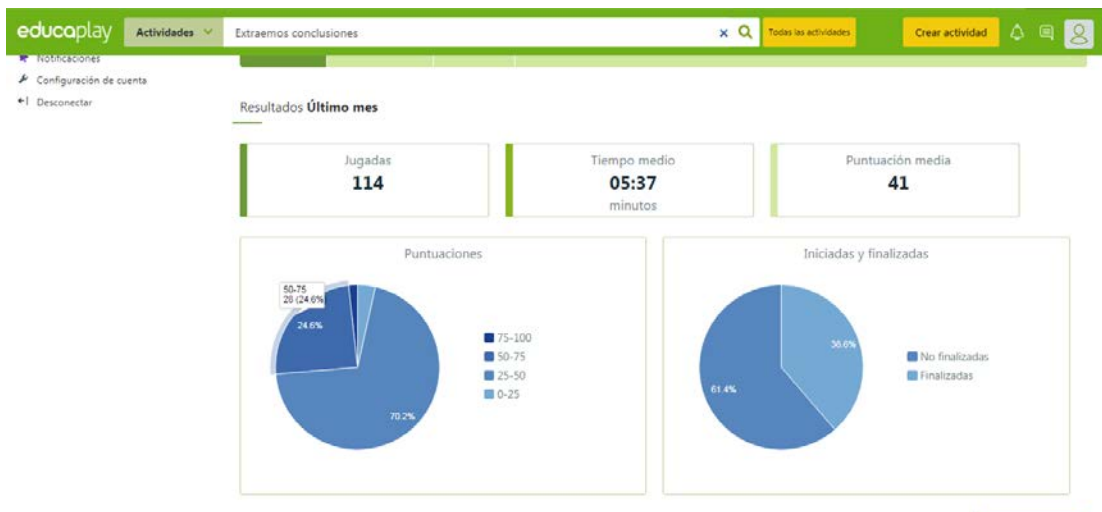 educaplay Actividades Extraemos conclusiones x Todas las actividades Crear actividad
Notificaciones
Configuración de cuenta
Desconectar
Resultados Último mes
Jugadas
114
Tiempo medio
05:37
minutos
Puntuación media
41
Puntuaciones
50-75
28 (24.6%)
24.6%
70.2%
75-100
50-75
25-50
0-25
Iniciadas y finalizadas
38.6%
61.4%
No finalizadas
Finalizadas